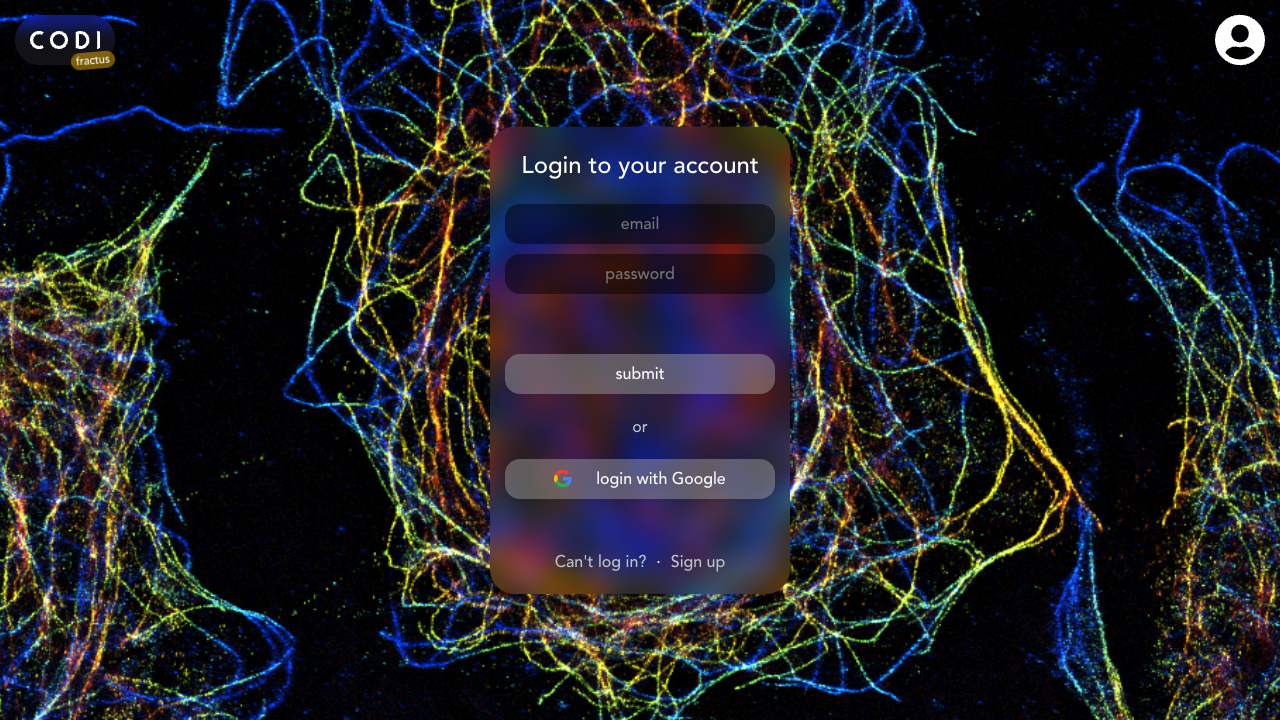 CODI
fractus
Login to your account
email
password
submit
or
login with Google
Can't log in? · Sign up